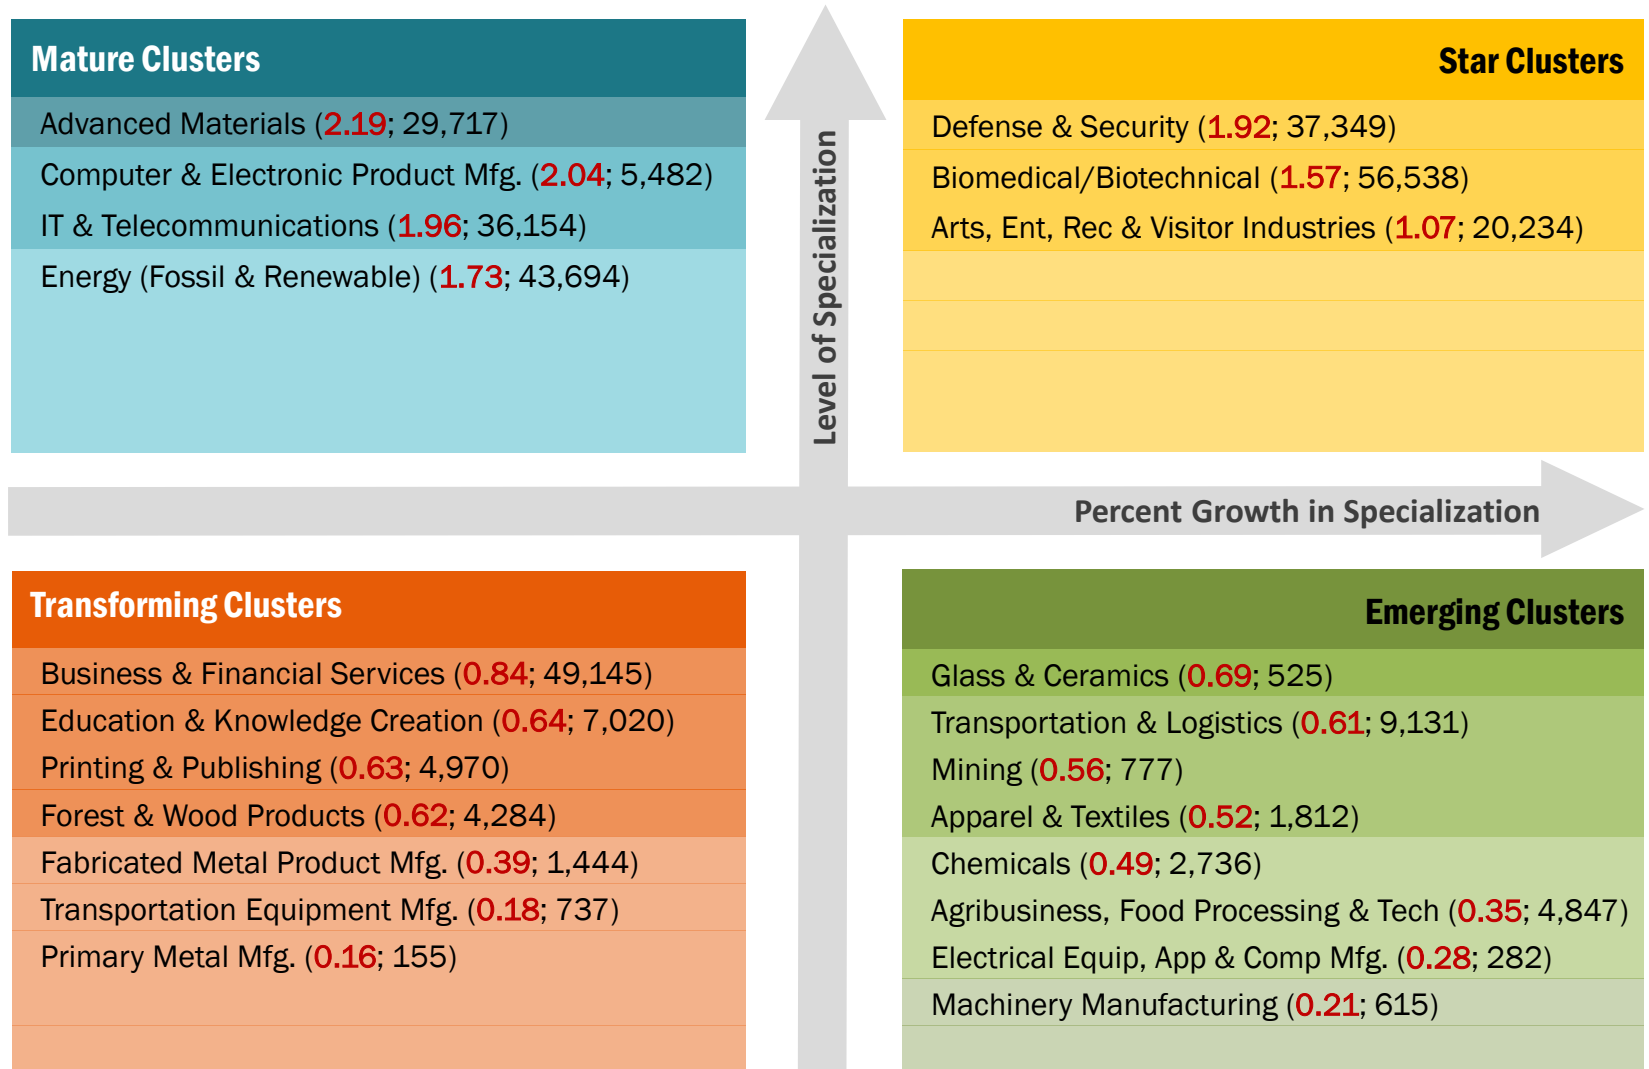 Mature Clusters
Advanced Materials (2.19; 29,717)
Computer & Electronic Product Mfg. (2.04; 5,482)
IT & Telecommunications (1.96; 36,154)
Energy (Fossil & Renewable) (1.73; 43,694)
Level of Specialization
Star Clusters
Defense & Security (1.92; 37,349)
Biomedical/Biotechnical (1.57; 56,538)
Arts, Ent, Rec & Visitor Industries (1.07; 20,234)
Percent Growth in Specialization
Transforming Clusters
Business & Financial Services (0.84; 49,145)
Education & Knowledge Creation (0.64; 7,020)
Printing & Publishing (0.63; 4,970)
Forest & Wood Products (0.62; 4,284)
Fabricated Metal Product Mfg. (0.39; 1,444)
Transportation Equipment Mfg. (0.18; 737)
Primary Metal Mfg. (0.16; 155)
Emerging Clusters
Glass & Ceramics (0.69; 525)
Transportation & Logistics (0.61; 9,131)
Mining (0.56; 777)
Apparel & Textiles (0.52; 1,812)
Chemicals (0.49; 2,736)
Agribusiness, Food Processing & Tech (0.35; 4,847)
Electrical Equip, App & Comp Mfg. (0.28; 282)
Machinery Manufacturing (0.21; 615)